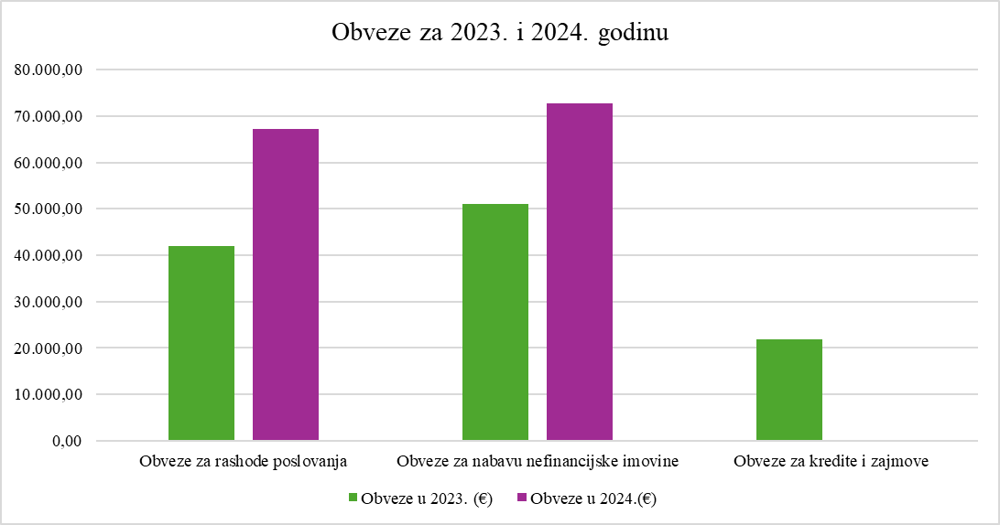 Obveze za 2023. i 2024. godinu
80.000,00
70.000,00
60.000,00
50.000,00
40.000,00
30.000,00
20.000,00
10.000,00
0,00
Obveze za rashode poslovanja
Obveze za nabavu nefinancijske imovine
Obveze za kredite i zajmove
Obveze u 2023. (€)
Obveze u 2024.(€)